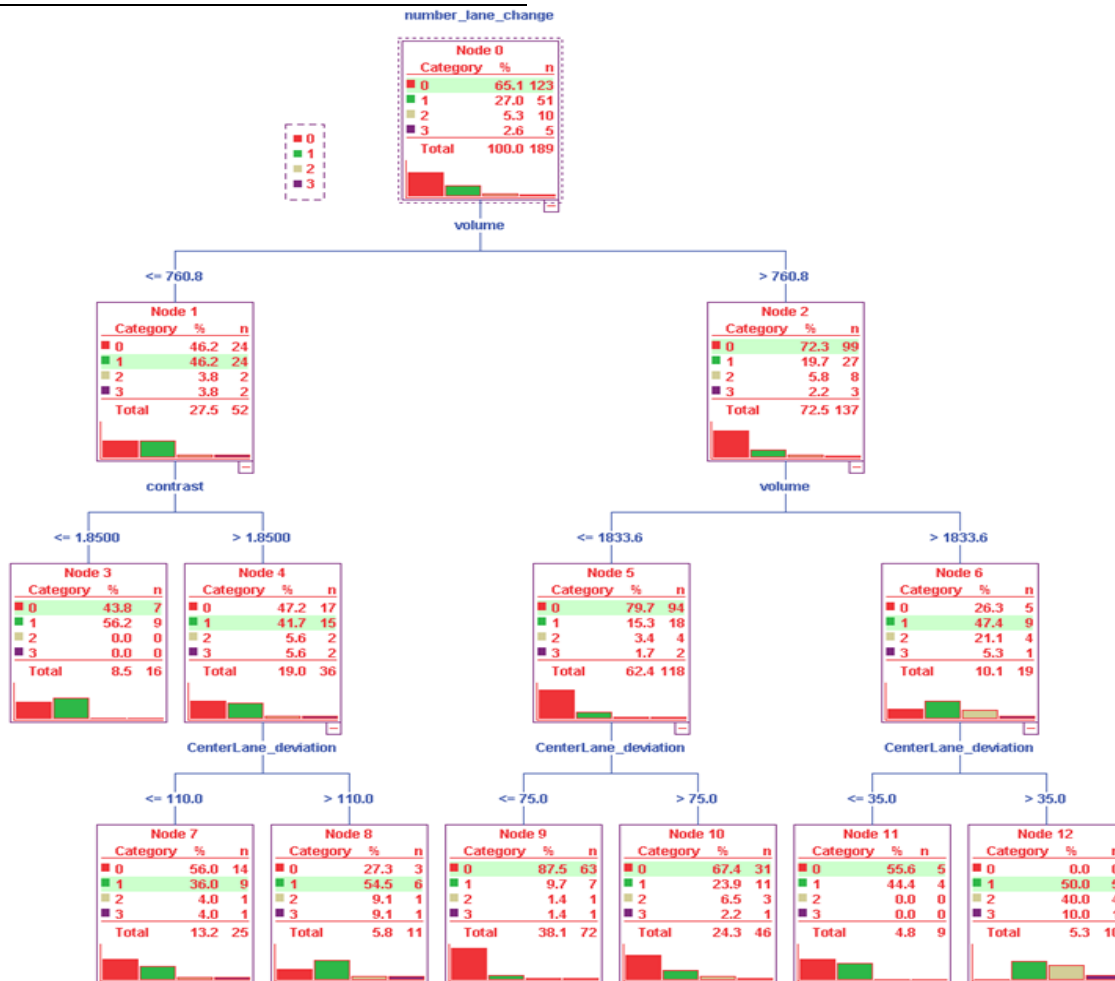 number_lane_change
Node 0
Category % n
0 65.1 123
1 27.0 51
2 5.3 10
3 2.6 5
Total 100.0 189
0
1
2
3
volume
<= 760.8
> 760.8
Node 1
Category % n
0 46.2 24
1 46.2 24
2 3.8 2
3 3.8 2
Total 27.5 52
Node 2
Category % n
0 72.3 99
1 19.7 27
2 5.8 8
2.2 3
3
Total 72.5 137
contrast
volume
<= 1.8500
> 1.8500
<= 1833.6
> 1833.6
Node 3
Category % n
0 43.8 7
1 56.2 9
2 0.0 0
3 0.0 0
Total 8.5 16
Node 4
Category % n
0 47.2 17
1 41.7 15
2 5.6 2
3 5.6 2
Total 19.0 36
Node 5
Category % n
0 79.7 94
1 15.3 18
2 3.4 4
3 1.7 2
Total 62.4 118
Node 6
Category % n
0 26.3 5
1 47.4 9
2 21.1 4
3 5.3 1
Total 10.1 19
CenterLane_deviation
CenterLane_deviation
CenterLane_deviation
<= 110.0
> 110.0
<= 75.0
> 75.0
<= 35.0
> 35.0
Node 7
Category % n
0 56.0 14
1 36.0 9
2 4.0 1
3 4.0 1
Total 13.2 25
Node 8
Category % n
0 27.3 3
1 54.5 6
2 9.1 1
3 9.1 1
Total 5.8 11
Node 9
Category % n
0 87.5 63
1 9.7 7
2 1.4 1
3 1.4 1
Total 38.1 72
Node 10
Category % n
0 67.4 31
1 23.9 11
2 6.5 3
3 2.2 1
Total 24.3 46
Node 11
Category % n
0 55.6 5
1 44.4 4
2 0.0 0
3 0.0 0
Total 4.8 9
Node 12
Category % n
0 0.0
1 50.0
2 40.0
3 10.0
Total 5.3